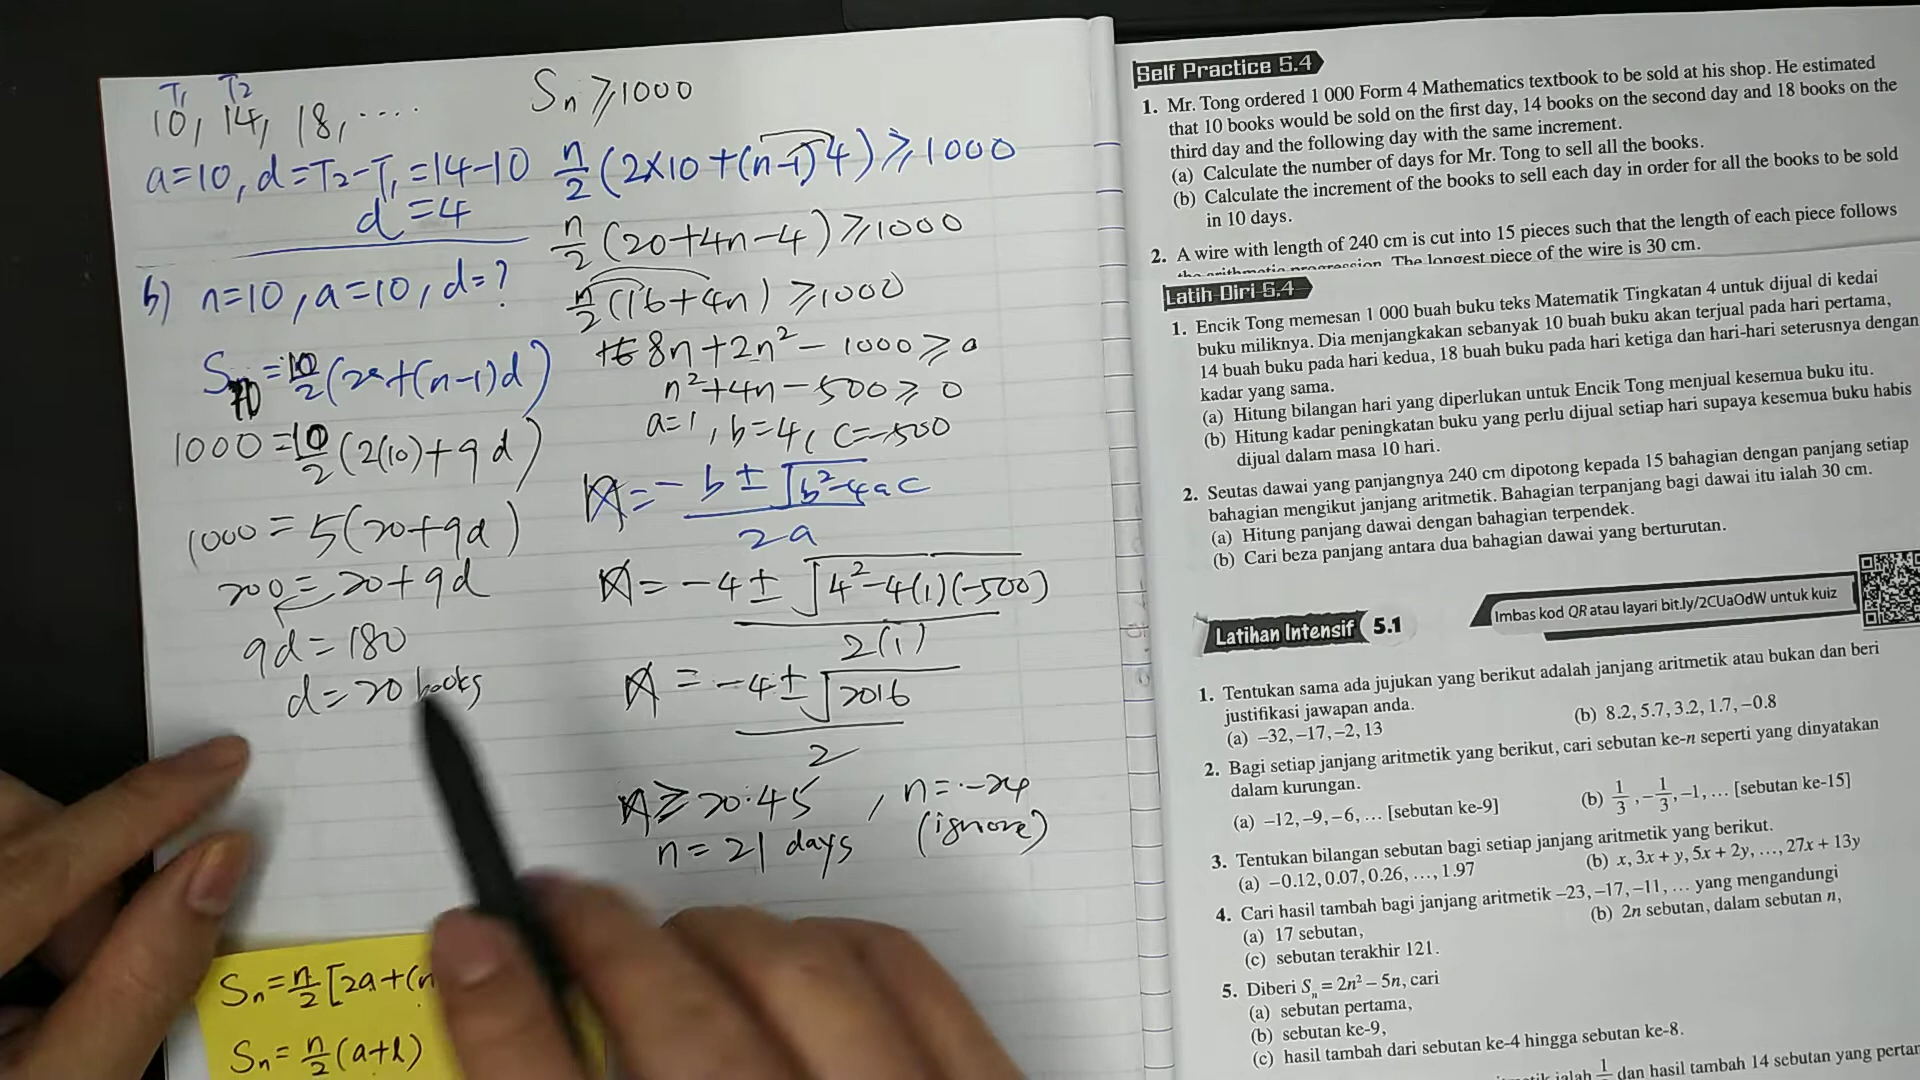 T₁ T₂
10, 14, 18, ....
a=10, d=T₂-T₁=14-10
d=4
b) n=10, a=10, d=?
S₁₀=10/2(2a+(n-1)d)
1000=10/2(2(10)+9d)
1000=5(20+9d)
200=20+9d
9d=180
d=20 books
Sₙ≥1000
n/2(2×10+(n-1)4)≥1000
n/2(20+4n-4)≥1000
n/2(16+4n)≥1000
8n+2n²-1000≥0
n²+4n-500≥0
a=1, b=4, c=-500
=-b±√b²-4ac/2a
=-4±√4²-4(1)(-500)/2(1)
=-4±√2016/2
n≥20.45, n=-24
n=21 days (ignore)
Sₙ=n/2[2a+(n
Sₙ=n/2(a+l)
Self Practice 5.4
1. Mr. Tong ordered 1 000 Form 4 Mathematics textbook to be sold at his shop. He estimated
that 10 books would be sold on the first day, 14 books on the second day and 18 books on the
third day and the following day with the same increment.
(a) Calculate the number of days for Mr. Tong to sell all the books.
(b) Calculate the increment of the books to sell each day in order for all the books to be sold
in 10 days.
2. A wire with length of 240 cm is cut into 15 pieces such that the length of each piece follows
the arithmetic progression. The longest piece of the wire is 30 cm.
Latih Diri 5.4
1. Encik Tong memesan 1 000 buah buku teks Matematik Tingkatan 4 untuk dijual di kedai
buku miliknya. Dia menjangkakan sebanyak 10 buah buku akan terjual pada hari pertama,
14 buah buku pada hari kedua, 18 buah buku pada hari ketiga dan hari-hari seterusnya dengan
kadar yang sama.
(a) Hitung bilangan hari yang diperlukan untuk Encik Tong menjual kesemua buku itu.
(b) Hitung kadar peningkatan buku yang perlu dijual setiap hari supaya kesemua buku habis
dijual dalam masa 10 hari.
2. Seutas dawai yang panjangnya 240 cm dipotong kepada 15 bahagian dengan panjang setiap
bahagian mengikut janjang aritmetik. Bahagian terpanjang bagi dawai itu ialah 30 cm.
(a) Hitung panjang dawai dengan bahagian terpendek.
(b) Cari beza panjang antara dua bahagian dawai yang berturutan.
Imbas kod QR atau layari bit.ly/2CUaOdW untuk kuiz
Latihan Intensif 5.1
1. Tentukan sama ada jujukan yang berikut adalah janjang aritmetik atau bukan dan beri
justifikasi jawapan anda.
(a) −32, −17, −2, 13 (b) 8.2, 5.7, 3.2, 1.7, −0.8
2. Bagi setiap janjang aritmetik yang berikut, cari sebutan ke-n seperti yang dinyatakan
dalam kurungan.
(a) −12, −9, −6, … [sebutan ke-9] (b) 1/3, −1/3, −1, … [sebutan ke-15]
3. Tentukan bilangan sebutan bagi setiap janjang aritmetik yang berikut.
(a) −0.12, 0.07, 0.26, …, 1.97 (b) x, 3x + y, 5x + 2y, …, 27x + 13y
4. Cari hasil tambah bagi janjang aritmetik −23, −17, −11, … yang mengandungi
(a) 17 sebutan, (b) 2n sebutan, dalam sebutan n,
(c) sebutan terakhir 121.
5. Diberi Sₙ = 2n² − 5n, cari
(a) sebutan pertama,
(b) sebutan ke-9,
(c) hasil tambah dari sebutan ke-4 hingga sebutan ke-8.
ialah dan hasil tambah 14 sebutan yang